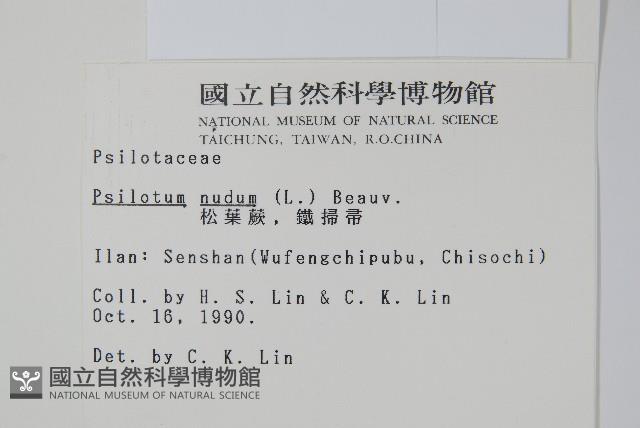 國立自然科學博物館
NATIONAL MUSEUM OF NATURAL SCIENCE
TAICHUNG, TAIWAN, R.O.CHINA
Psilotaceae
Psilotum nudum (L.) Beauv.
松葉蕨, 鐵掃帚
Ilan: Senshan(Wufengchipubu, Chisochi)
Coll. by H. S. Lin & C. K. Lin
Oct. 16, 1990.
Det. by C. K. Lin
國立自然科學博物館
NATIONAL MUSEUM OF NATURAL SCIENCE